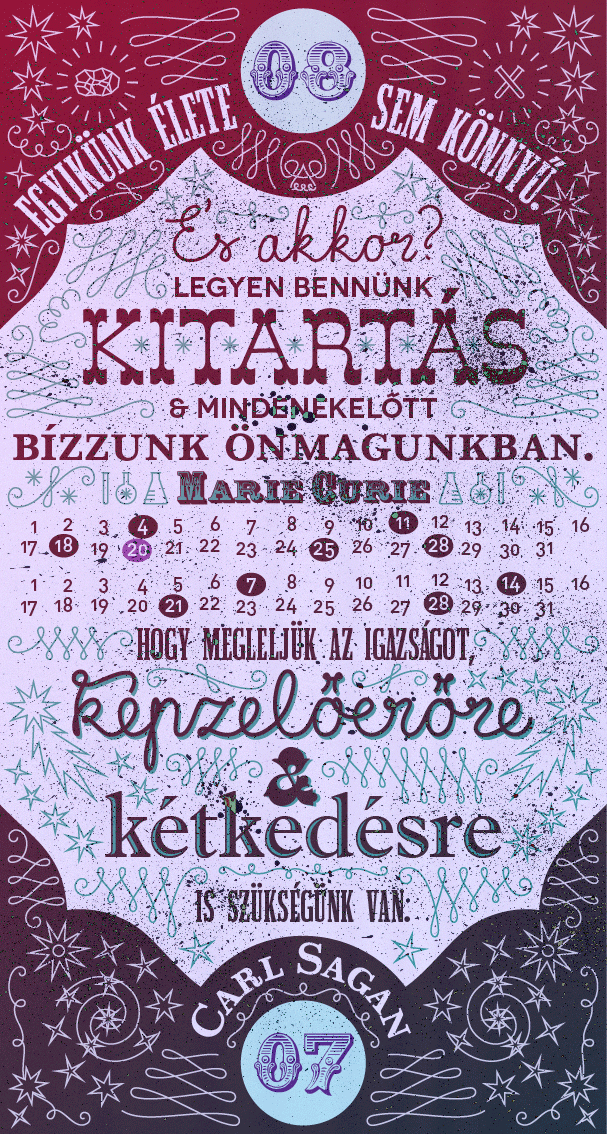 08
EGYIKÜNK ÉLETE SEM KÖNNYŰ.
És akkor?
LEGYEN BENNÜNK
KITARTÁS
& MINDENEKELŐTT
BÍZZUNK ÖNMAGUNKBAN.
MARIE CURIE
1 2 3 4 5 6 7 8 9 10 11 12 13 14 15 16
17 18 19 20 21 22 23 24 25 26 27 28 29 30 31
1 2 3 4 5 6 7 8 9 10 11 12 13 14 15 16
17 18 19 20 21 22 23 24 25 26 27 28 29 30 31
HOGY MEGLELJÜK AZ IGAZSÁGOT,
képzelőerőre
&
kétkedésre
IS SZÜKSÉGÜNK VAN.
CARL SAGAN
07